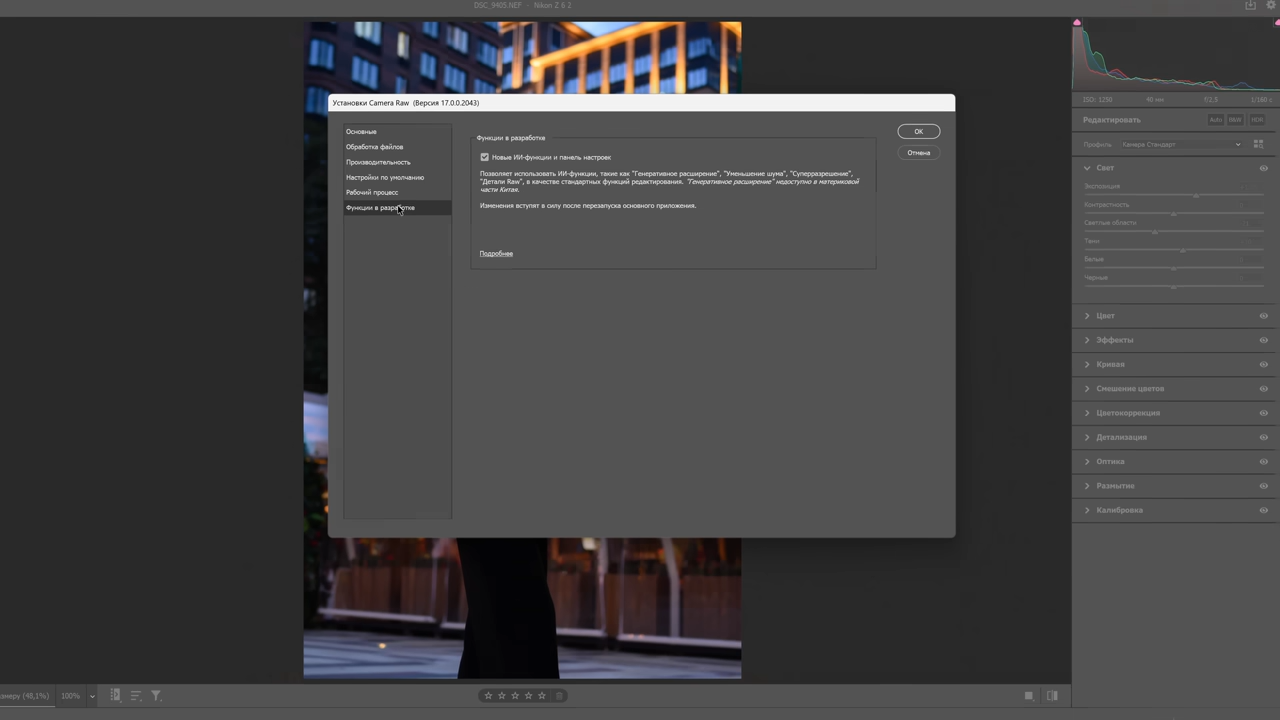 DSC_9405.NEF - Nikon Z 6 2
Установки Camera Raw (Версия 17.0.0.2043)
Основные
Обработка файлов
Производительность
Настройки по умолчанию
Рабочий процесс
Функции в разработке
Функции в разработке
Новые ИИ-функции и панель настроек
Позволяет использовать ИИ-функции, такие как "Генеративное расширение", "Уменьшение шума", "Суперразрешение",
"Детали Raw", в качестве стандартных функций редактирования. "Генеративное расширение" недоступно в материковой
части Китая.
Изменения вступят в силу после перезапуска основного приложения.
Подробнее
OK
Отмена
ISO: 1250 40 мм f/2,5 1/160 с
Редактировать Auto B&W HDR
Профиль Камера Стандарт
Свет
Экспозиция
Контрастность
Светлые области
Тени
Белые
Черные
Цвет
Эффекты
Кривая
Смешение цветов
Цветокоррекция
Детализация
Оптика
Размытие
Калибровка
змеру (48,1%) 100%